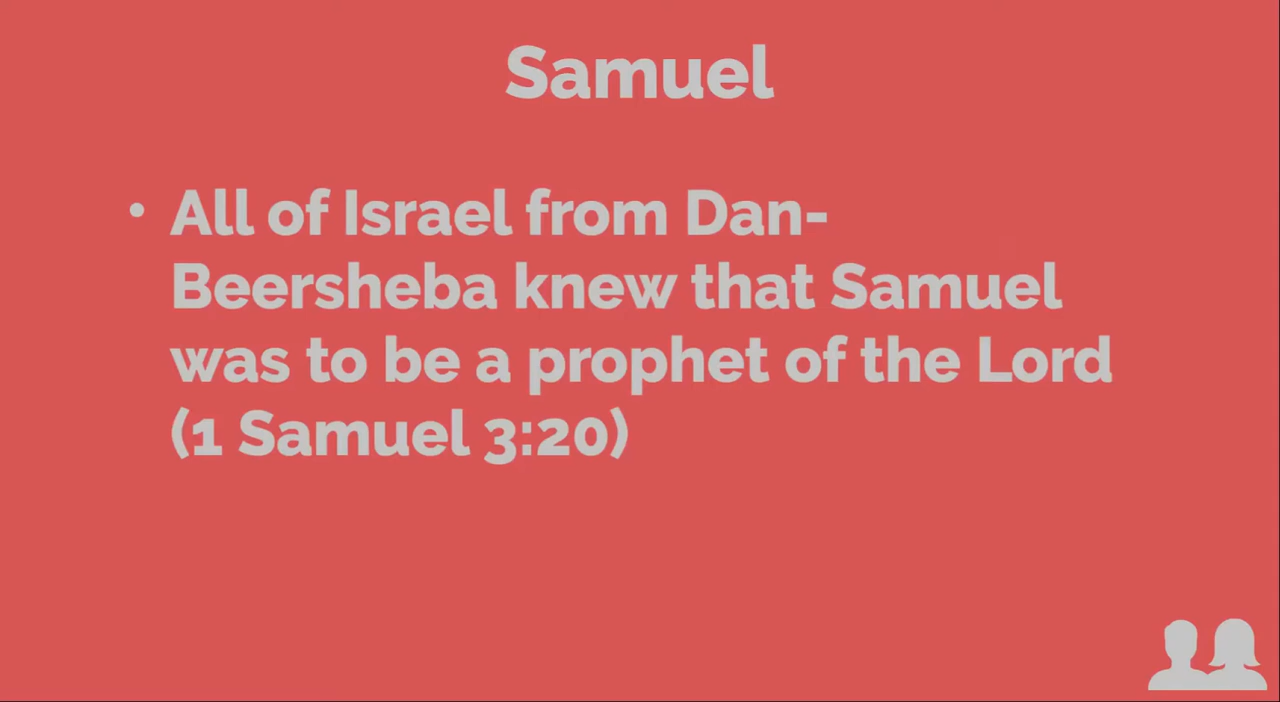 Samuel
• All of Israel from Dan-
Beersheba knew that Samuel
was to be a prophet of the Lord
(1 Samuel 3:20)